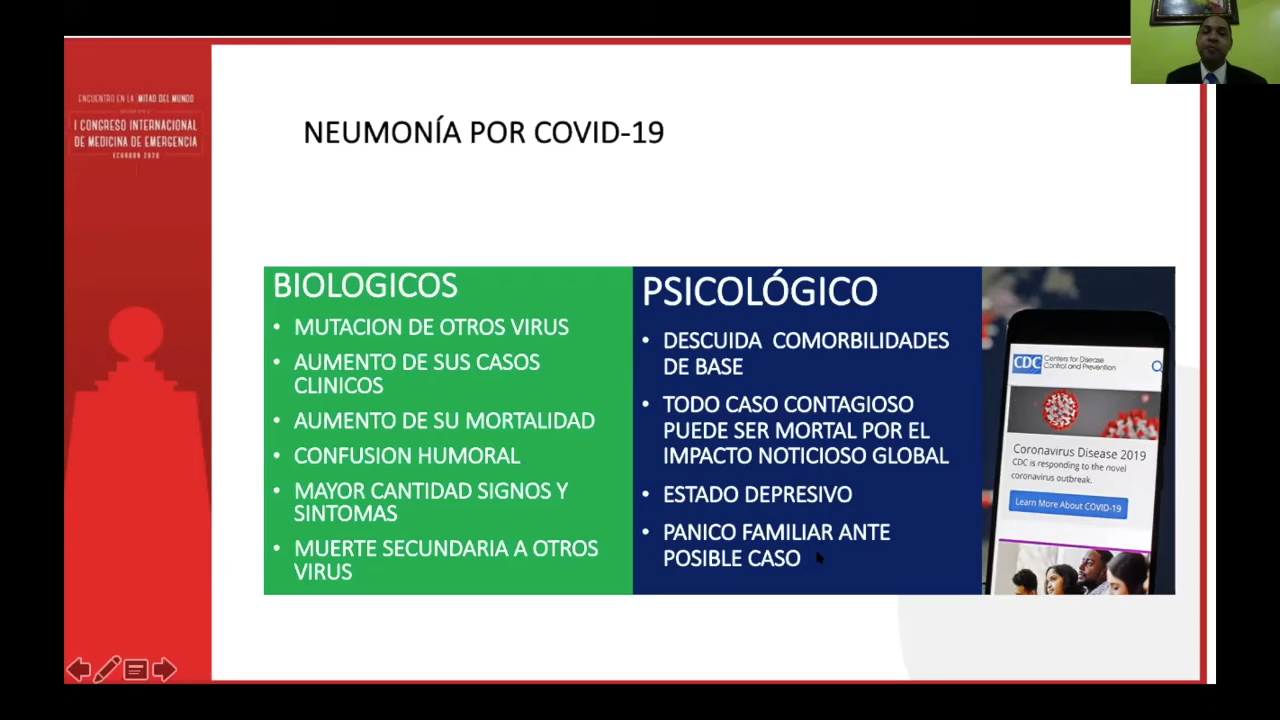 ENCUENTRO EN LA MITAD DEL MUNDO
I CONGRESO INTERNACIONAL
DE MEDICINA DE EMERGENCIA
ECUADOR 2020
NEUMONÍA POR COVID-19
BIOLOGICOS
• MUTACION DE OTROS VIRUS
• AUMENTO DE SUS CASOS
CLINICOS
• AUMENTO DE SU MORTALIDAD
• CONFUSION HUMORAL
• MAYOR CANTIDAD SIGNOS Y
SINTOMAS
• MUERTE SECUNDARIA A OTROS
VIRUS
PSICOLÓGICO
• DESCUIDA COMORBILIDADES
DE BASE
• TODO CASO CONTAGIOSO
PUEDE SER MORTAL POR EL
IMPACTO NOTICIOSO GLOBAL
• ESTADO DEPRESIVO
• PANICO FAMILIAR ANTE
POSIBLE CASO
CDC
Centers for Disease
Control and Prevention
Coronavirus Disease 2019
CDC is responding to the novel
coronavirus outbreak.
Learn More About COVID-19